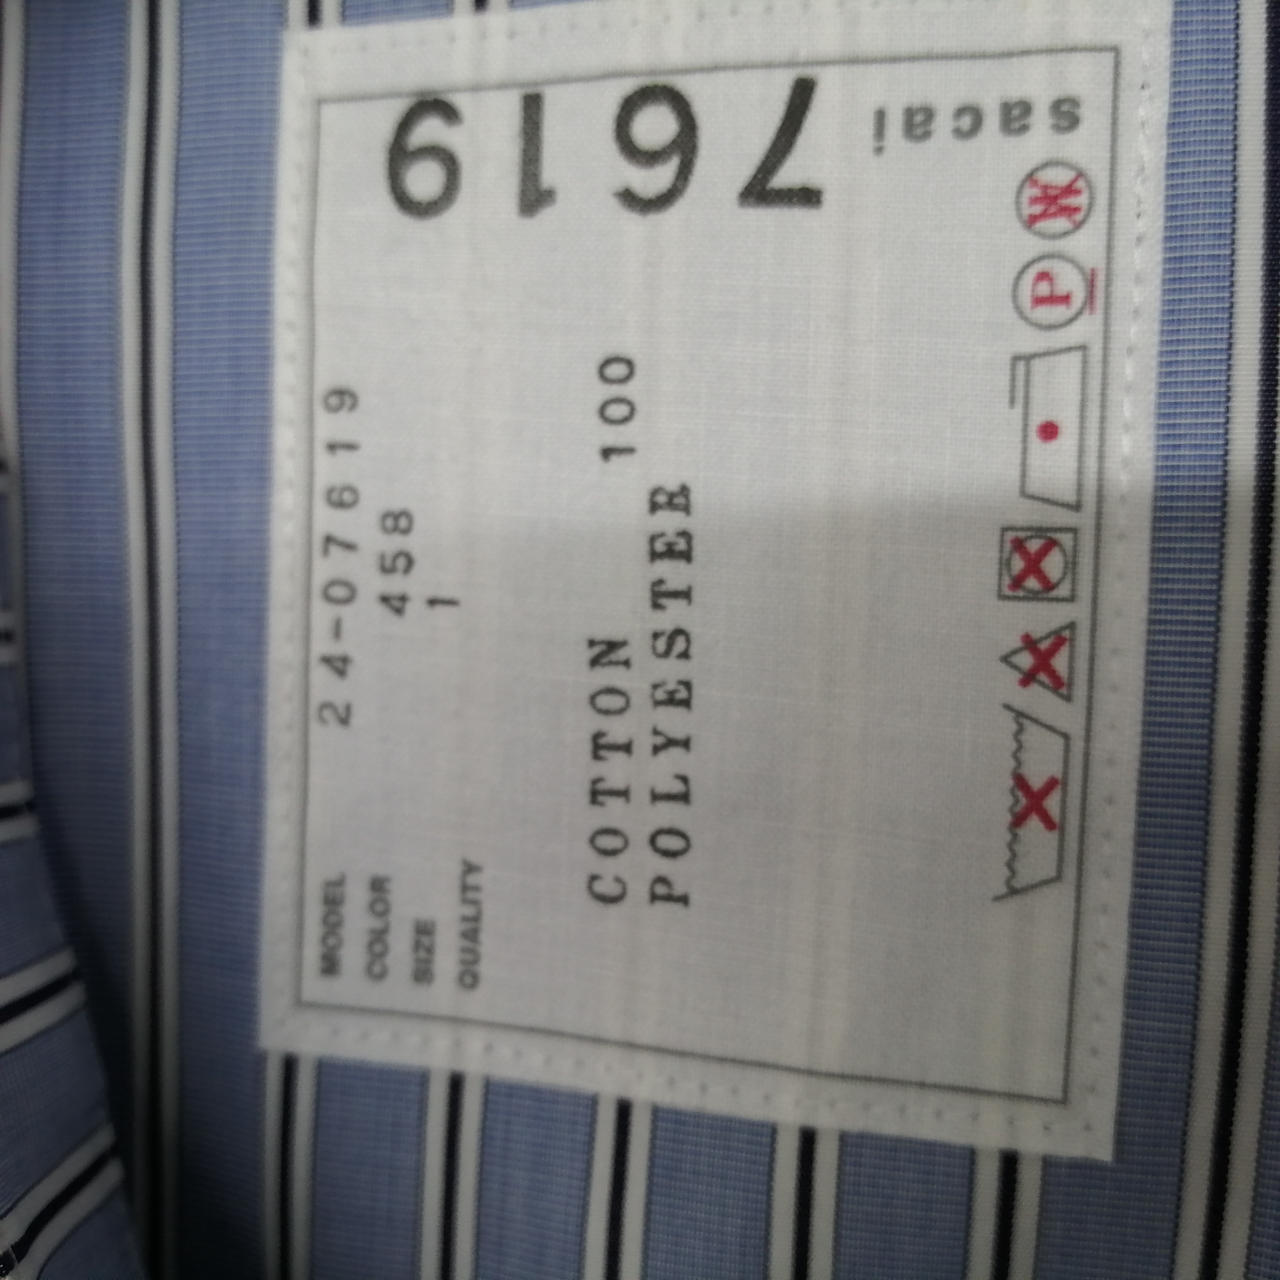 MODEL 24-07619
COLOR 458
SIZE 1
QUALITY
COTTON 100
POLYESTER
7619
sacai
P
W